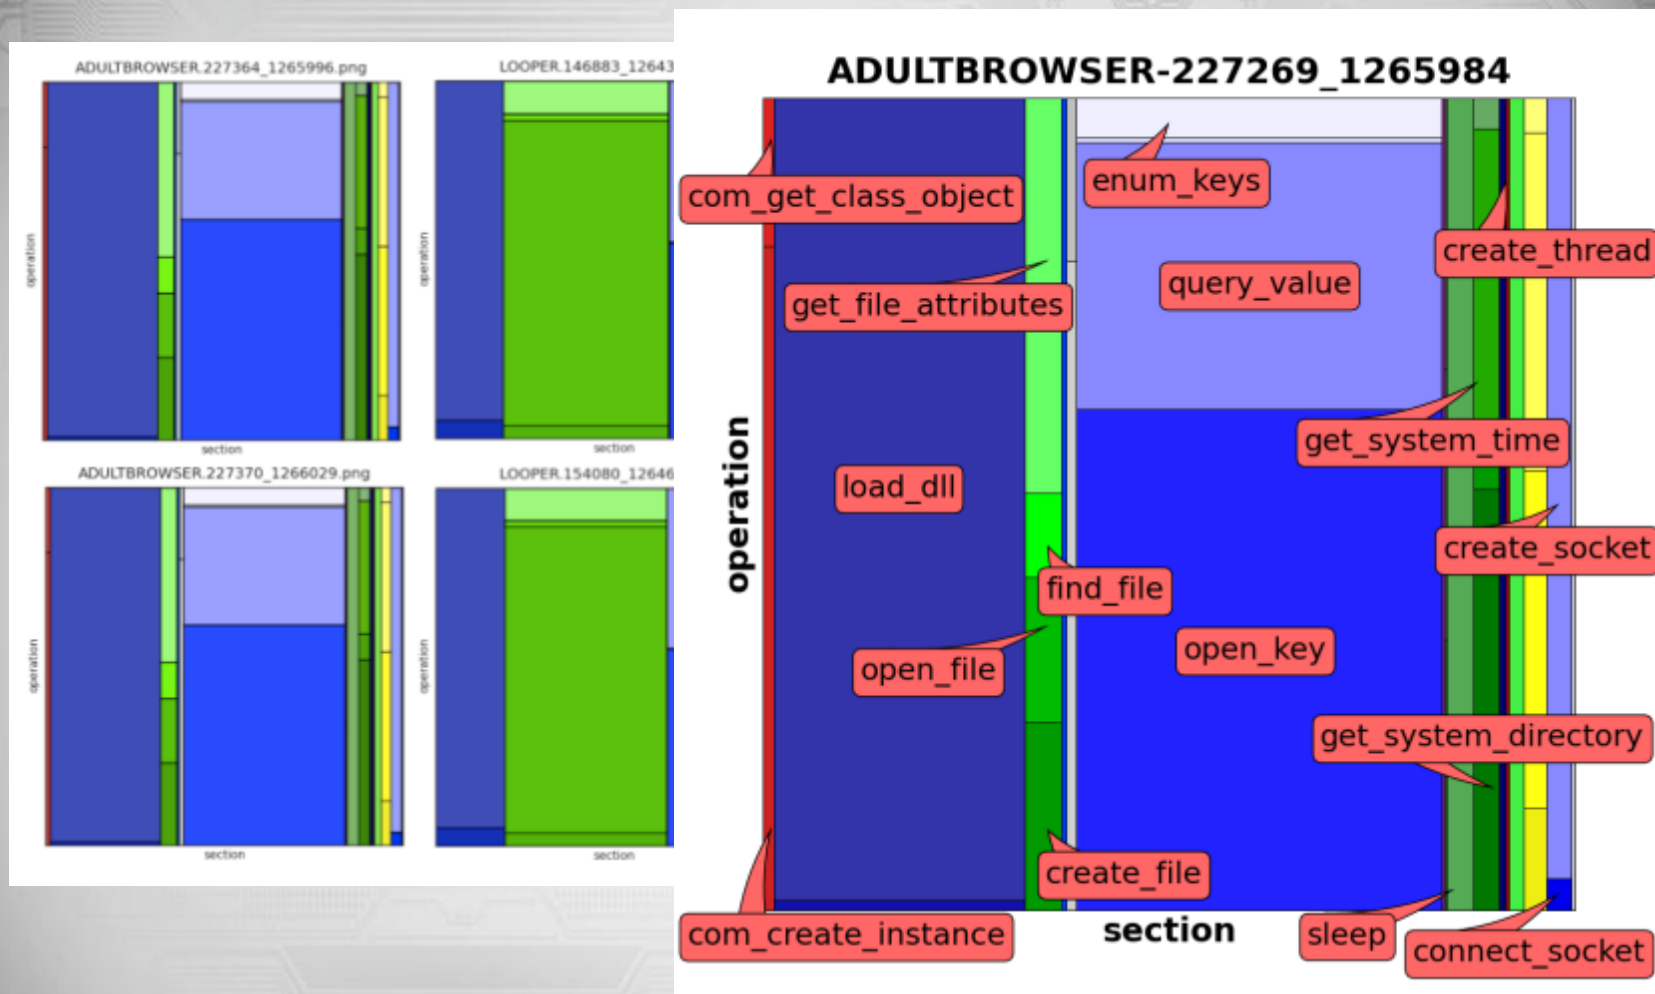 ADULTBROWSER.227364_1265996.png
operation
section
LOOPER.146883_12643
operation
section
ADULTBROWSER.227370_1266029.png
operation
section
LOOPER.154080_12646
operation
section
ADULTBROWSER-227269_1265984
operation
com_get_class_object
enum_keys
create_thread
query_value
get_file_attributes
get_system_time
load_dll
create_socket
find_file
open_file
open_key
get_system_directory
create_file
com_create_instance
section
sleep
connect_socket